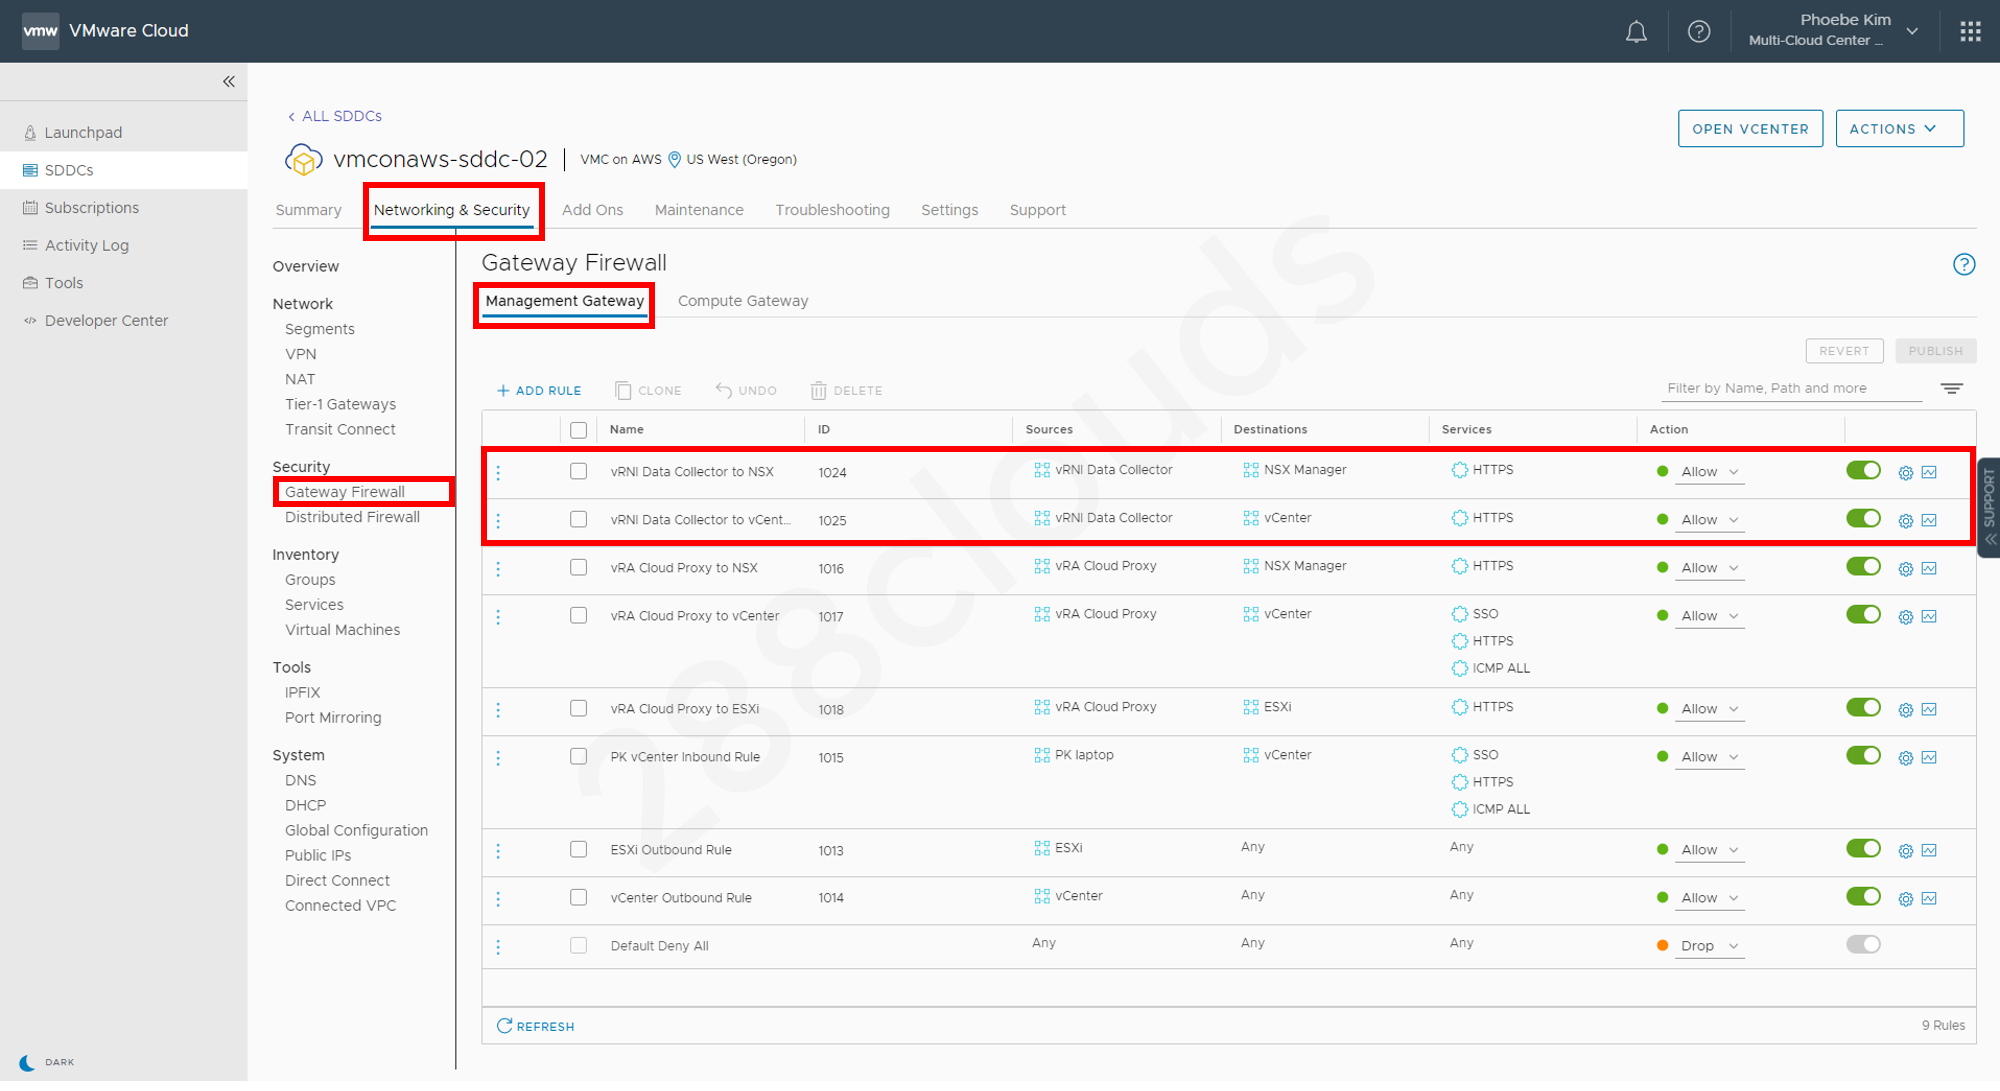 vmw VMware Cloud
Phoebe Kim
Multi-Cloud Center ...
Launchpad
SDDCs
Subscriptions
Activity Log
Tools
Developer Center
DARK
ALL SDDCs
vmconaws-sddc-02
VMC on AWS US West (Oregon)
OPEN VCENTER
ACTIONS
Summary Networking & Security Add Ons Maintenance Troubleshooting Settings Support
Overview
Network
Segments
VPN
NAT
Tier-1 Gateways
Transit Connect
Security
Gateway Firewall
Distributed Firewall
Inventory
Groups
Services
Virtual Machines
Tools
IPFIX
Port Mirroring
System
DNS
DHCP
Global Configuration
Public IPs
Direct Connect
Connected VPC
Gateway Firewall
Management Gateway Compute Gateway
REVERT PUBLISH
ADD RULE CLONE UNDO DELETE
Filter by Name, Path and more
Name ID Sources Destinations Services Action
vRNI Data Collector to NSX 1024 vRNI Data Collector NSX Manager HTTPS Allow
vRNI Data Collector to vCent... 1025 vRNI Data Collector vCenter HTTPS Allow
vRA Cloud Proxy to NSX 1016 vRA Cloud Proxy NSX Manager HTTPS Allow
vRA Cloud Proxy to vCenter 1017 vRA Cloud Proxy vCenter SSO Allow
HTTPS
ICMP ALL
vRA Cloud Proxy to ESXi 1018 vRA Cloud Proxy ESXi HTTPS Allow
PK vCenter Inbound Rule 1015 PK laptop vCenter SSO Allow
HTTPS
ICMP ALL
ESXi Outbound Rule 1013 ESXi Any Any Allow
vCenter Outbound Rule 1014 vCenter Any Any Allow
Default Deny All Any Any Any Drop
REFRESH
9 Rules
SUPPORT
288clouds